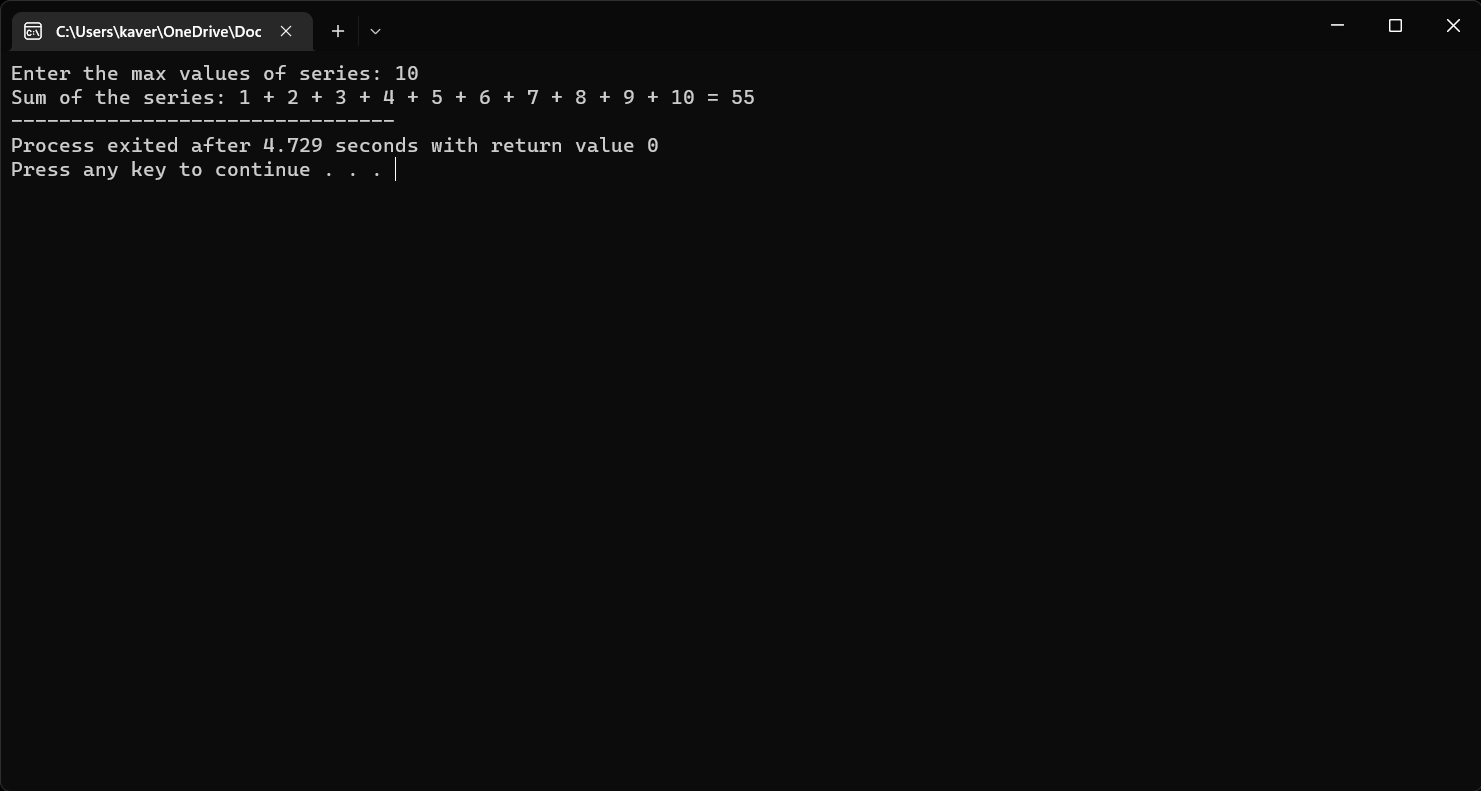 C:\Users\kaver\OneDrive\Doc
Enter the max values of series: 10
Sum of the series: 1 + 2 + 3 + 4 + 5 + 6 + 7 + 8 + 9 + 10 = 55
--------------------------------
Process exited after 4.729 seconds with return value 0
Press any key to continue . . .